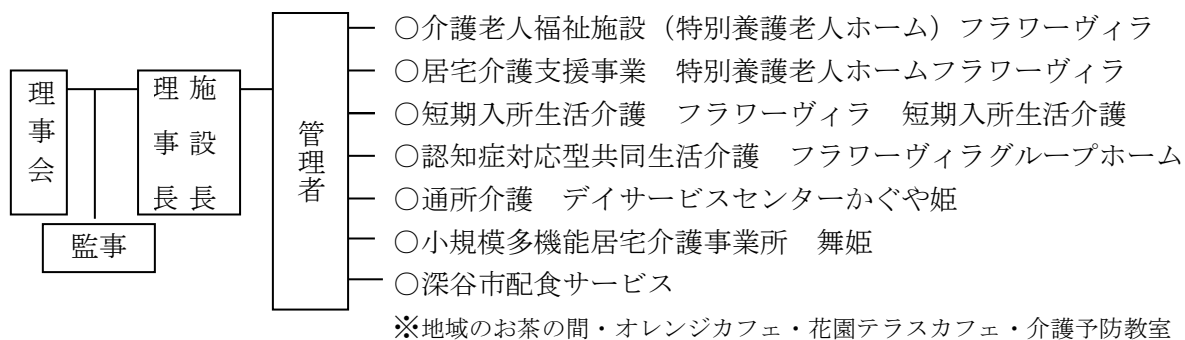 理事会
監事
施設長
理事長
管理者
○介護老人福祉施設（特別養護老人ホーム）フラワーヴィラ
○居宅介護支援事業　特別養護老人ホームフラワーヴィラ
○短期入所生活介護　フラワーヴィラ　短期入所生活介護
○認知症対応型共同生活介護　フラワーヴィラグループホーム
○通所介護　デイサービスセンターかぐや姫
○小規模多機能居宅介護事業所　舞姫
○深谷市配食サービス
※地域のお茶の間・オレンジカフェ・花園テラスカフェ・介護予防教室